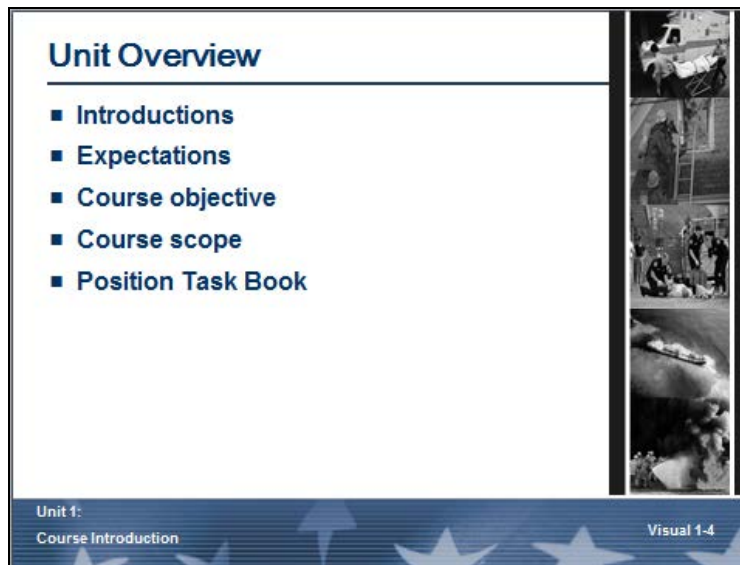 Unit Overview
■ Introductions
■ Expectations
■ Course objective
■ Course scope
■ Position Task Book
Unit 1:
Course Introduction
Visual 1-4